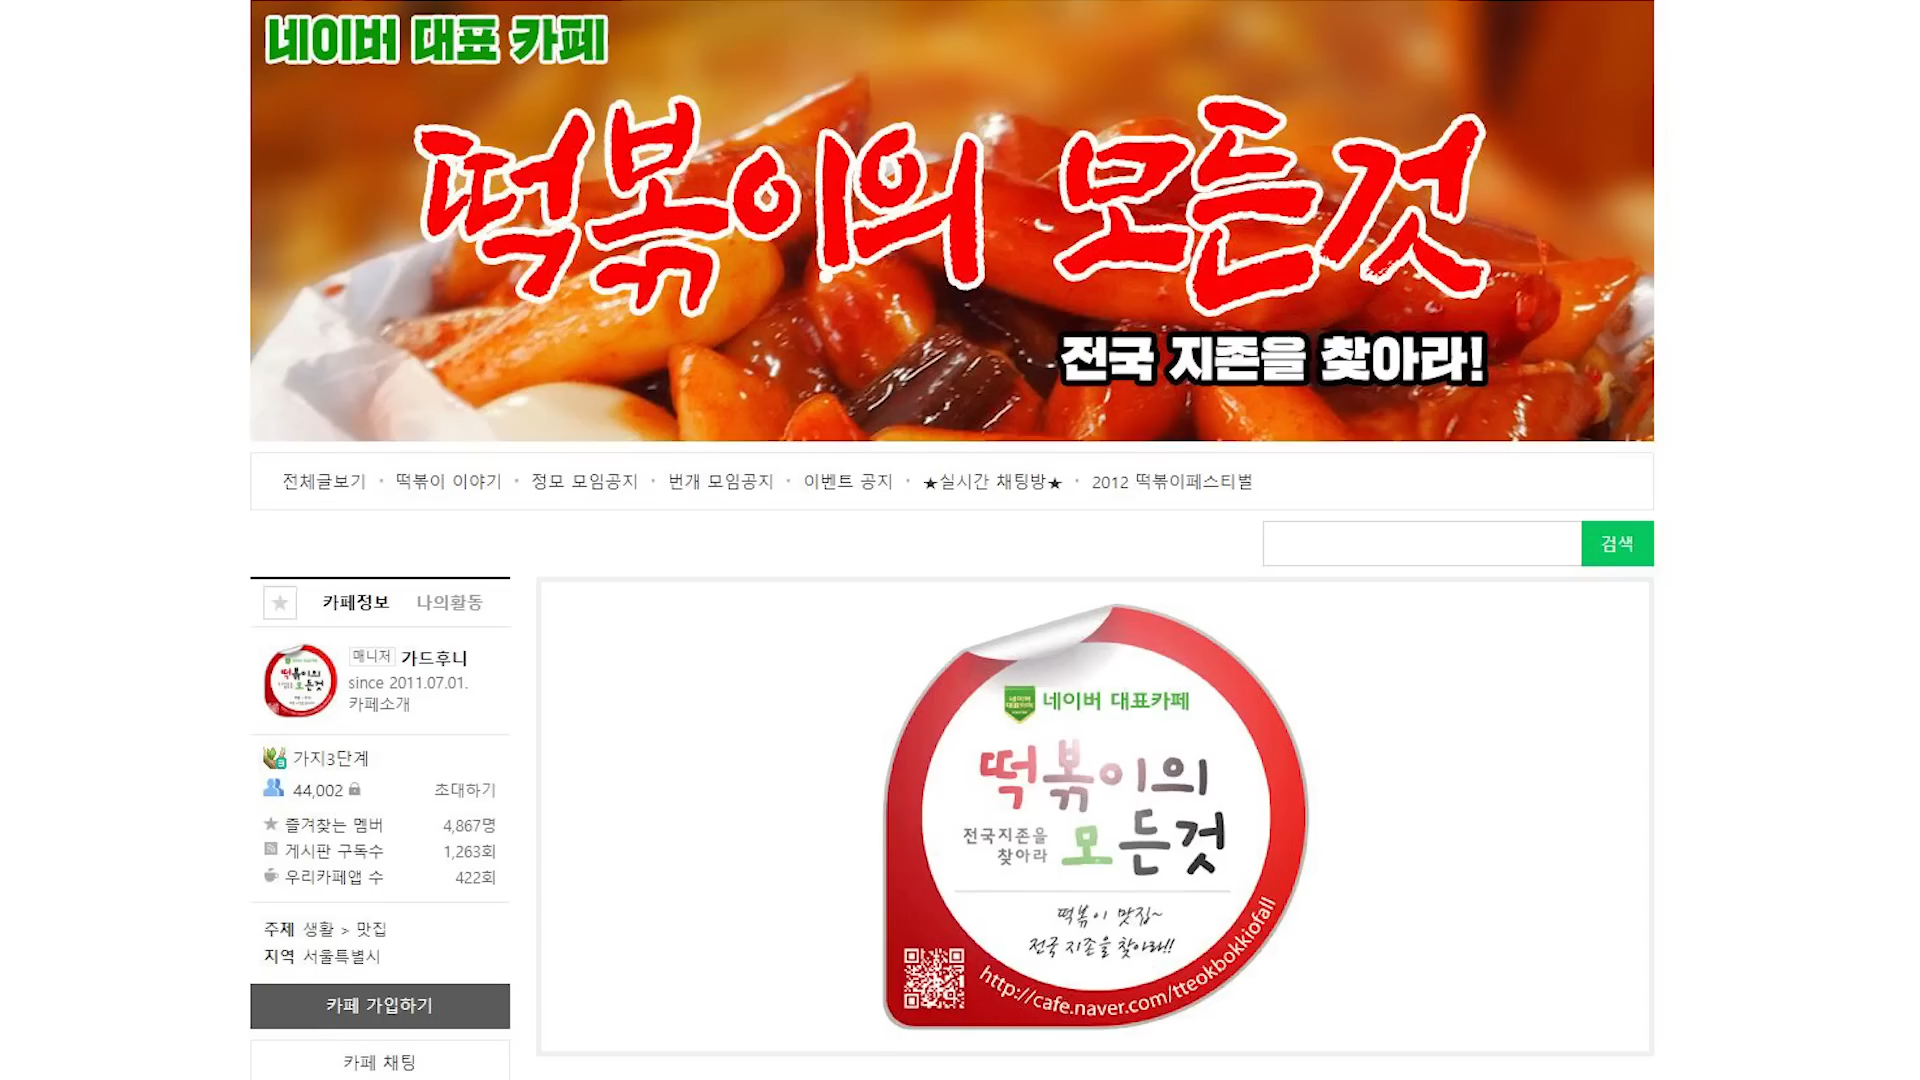 네이버 대표 카페
떡볶이의 모든것
전국 지존을 찾아라!
전체글보기 · 떡볶이 이야기 · 정모 모임공지 · 번개 모임공지 · 이벤트 공지 · ★실시간 채팅방★ · 2012 떡볶이페스티벌
검색
카페정보 나의활동
매니저 가드후니
since 2011.07.01.
카페소개
가지3단계
44,002 초대하기
즐겨찾는 멤버 4,867명
게시판 구독수 1,263회
우리카페앱 수 422회
주제 생활 > 맛집
지역 서울특별시
카페 가입하기
카페 채팅
네이버 대표카페
떡볶이의
전국지존을
찾아라
모든것
떡볶이 맛집~
전국 지존을 찾아라!!
http://cafe.naver.com/tteokbokkiofall